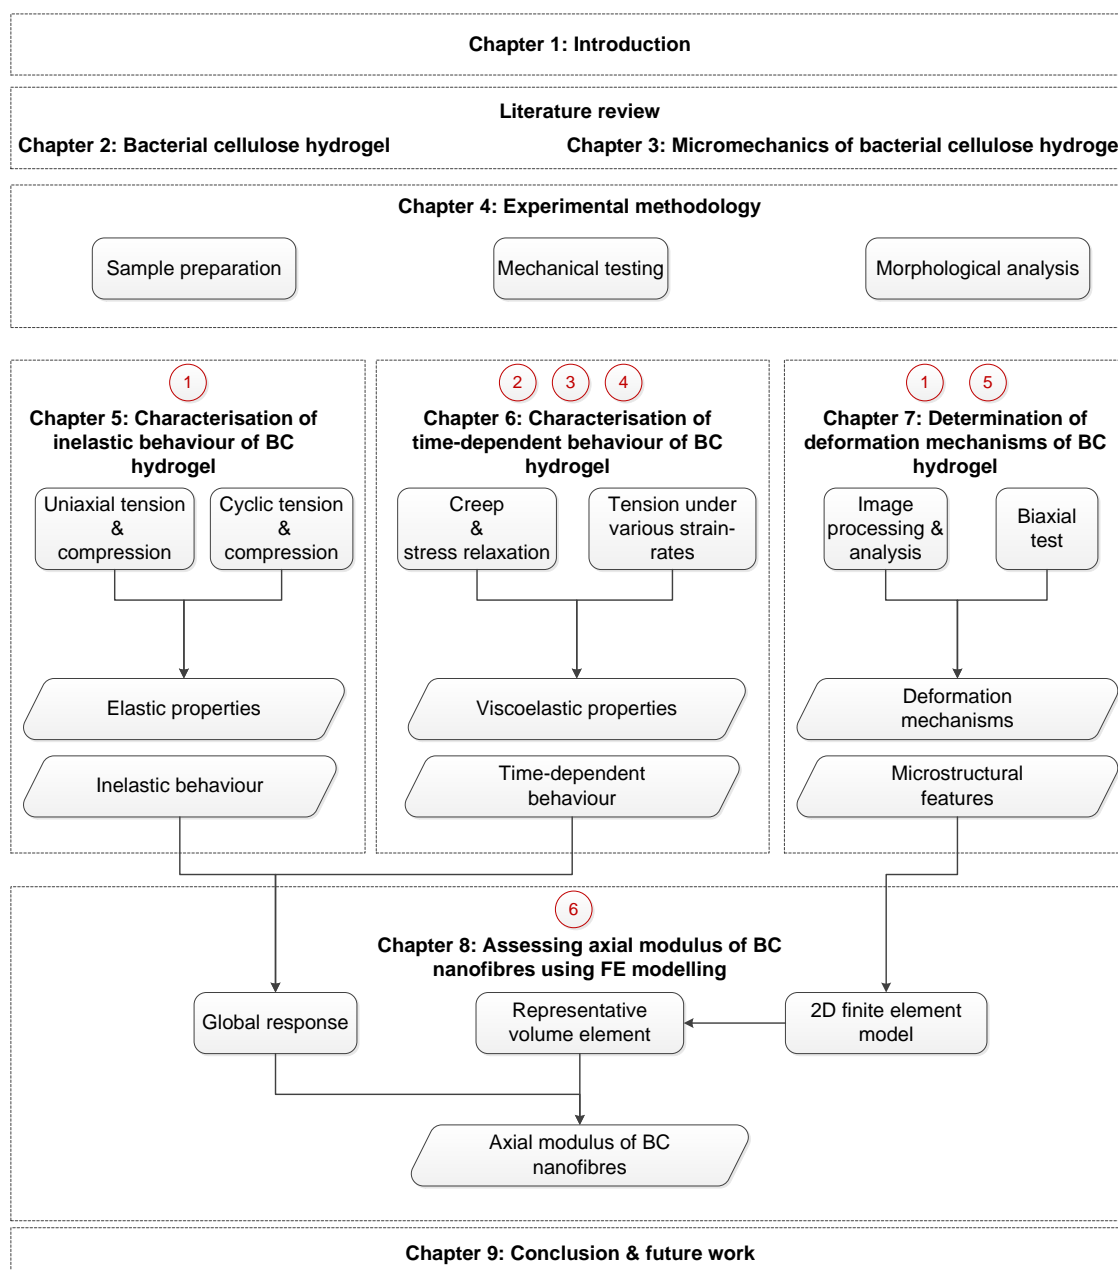 Chapter 1: Introduction
Literature review
Chapter 2: Bacterial cellulose hydrogel
Chapter 3: Micromechanics of bacterial cellulose hydroge
Chapter 4: Experimental methodology
Sample preparation
Mechanical testing
Morphological analysis
1
Chapter 5: Characterisation of
inelastic behaviour of BC
hydrogel
Uniaxial tension
&
compression
Cyclic tension
&
compression
Elastic properties
Inelastic behaviour
2 3 4
Chapter 6: Characterisation of
time-dependent behaviour of BC
hydrogel
Creep
&
stress relaxation
Tension under
various strain-
rates
Viscoelastic properties
Time-dependent
behaviour
1 5
Chapter 7: Determination of
deformation mechanisms of BC
hydrogel
Image
processing &
analysis
Biaxial
test
Deformation
mechanisms
Microstructural
features
6
Chapter 8: Assessing axial modulus of BC
nanofibres using FE modelling
Global response
Representative
volume element
2D finite element
model
Axial modulus of BC
nanofibres
Chapter 9: Conclusion & future work